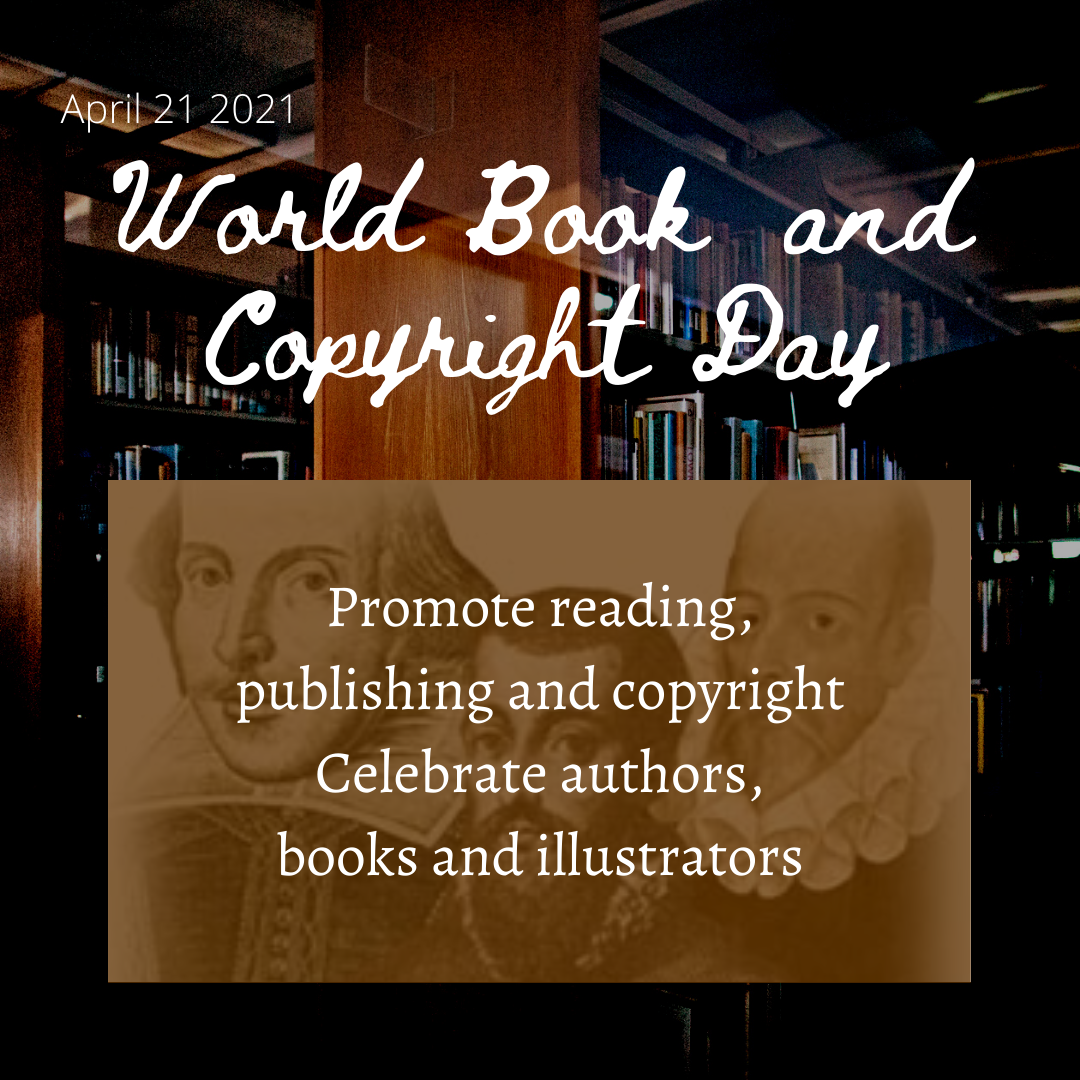 April 21 2021
World Book and
Copyright Day
Promote reading,
publishing and copyright
Celebrate authors,
books and illustrators